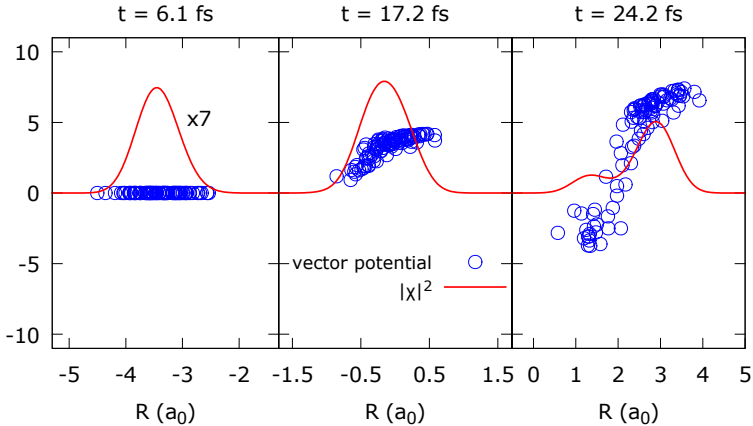 t = 6.1 fs
t = 17.2 fs
t = 24.2 fs
10
5
0
-5
-10
x7
vector potential
|χ|²
-5 -4 -3 -2
-1.5 -0.5 0.5 1.5
0 1 2 3 4 5
R (a₀)
R (a₀)
R (a₀)